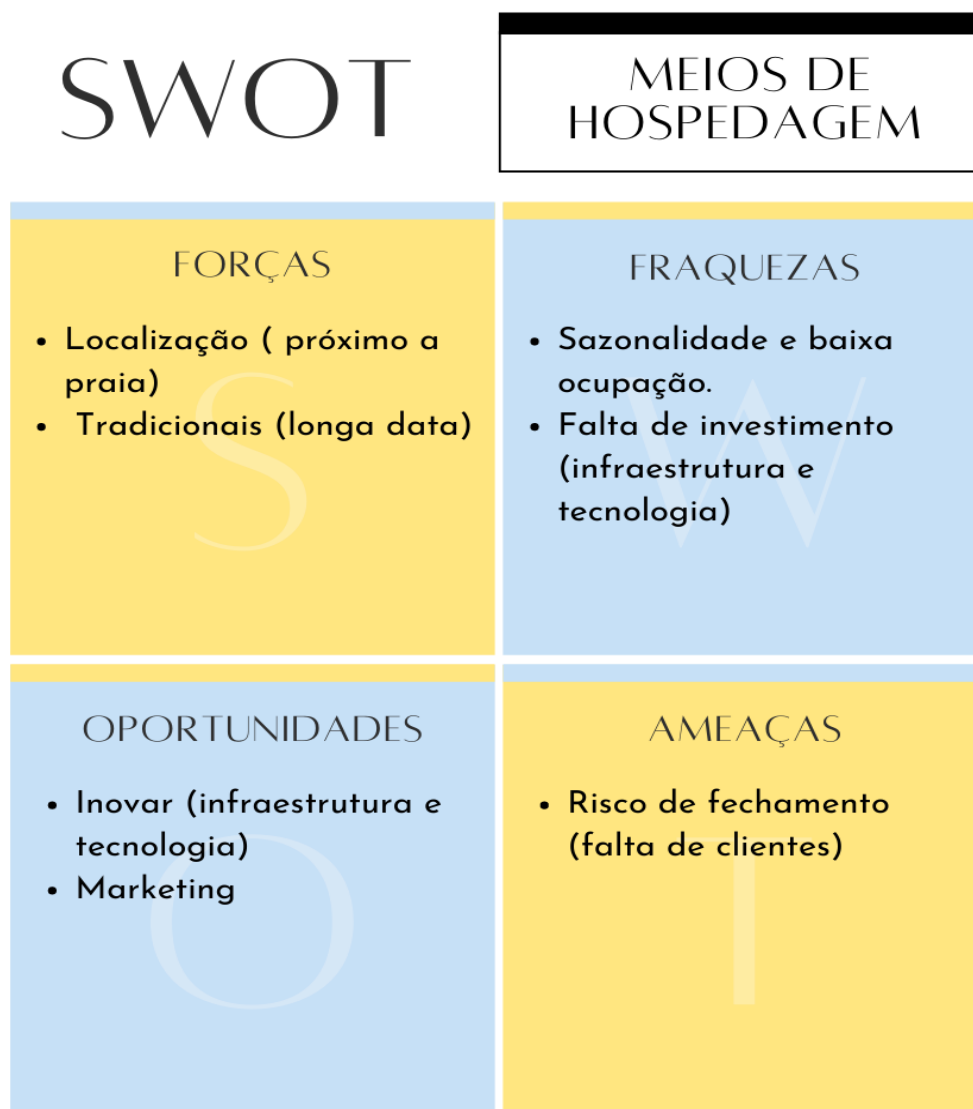 SWOT
MEIOS DE
HOSPEDAGEM
FORÇAS
• Localização ( próximo a
praia)
• Tradicionais (longa data)
S
FRAQUEZAS
• Sazonalidade e baixa
ocupação.
• Falta de investimento
(infraestrutura e
tecnologia)
W
OPORTUNIDADES
• Inovar (infraestrutura e
tecnologia)
• Marketing
O
AMEAÇAS
• Risco de fechamento
(falta de clientes)
T